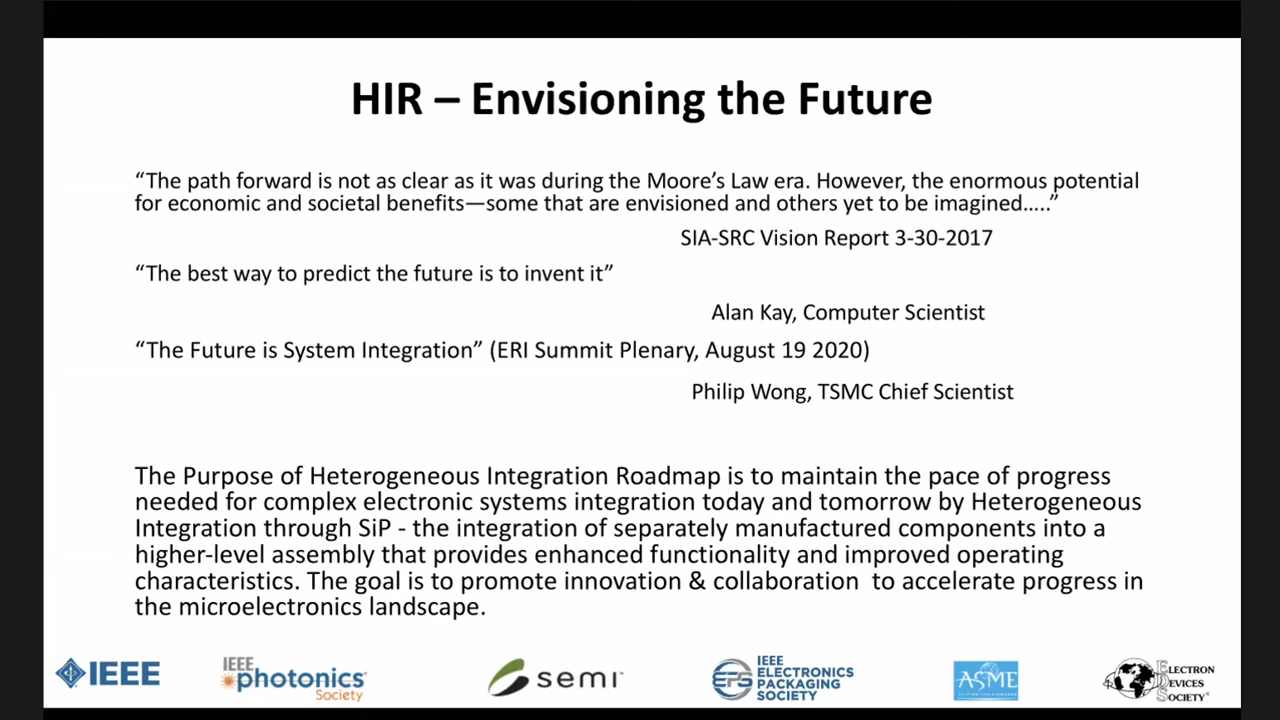 HIR – Envisioning the Future
“The path forward is not as clear as it was during the Moore’s Law era. However, the enormous potential
for economic and societal benefits—some that are envisioned and others yet to be imagined…..”
SIA-SRC Vision Report 3-30-2017
“The best way to predict the future is to invent it”
Alan Kay, Computer Scientist
“The Future is System Integration” (ERI Summit Plenary, August 19 2020)
Philip Wong, TSMC Chief Scientist
The Purpose of Heterogeneous Integration Roadmap is to maintain the pace of progress
needed for complex electronic systems integration today and tomorrow by Heterogeneous
Integration through SiP - the integration of separately manufactured components into a
higher-level assembly that provides enhanced functionality and improved operating
characteristics. The goal is to promote innovation & collaboration  to accelerate progress in
the microelectronics landscape.
IEEE
IEEE
photonics
Society
semi
EPS
IEEE
ELECTRONICS
PACKAGING
SOCIETY
ASME
EDS
ELECTRON
DEVICES
SOCIETY®